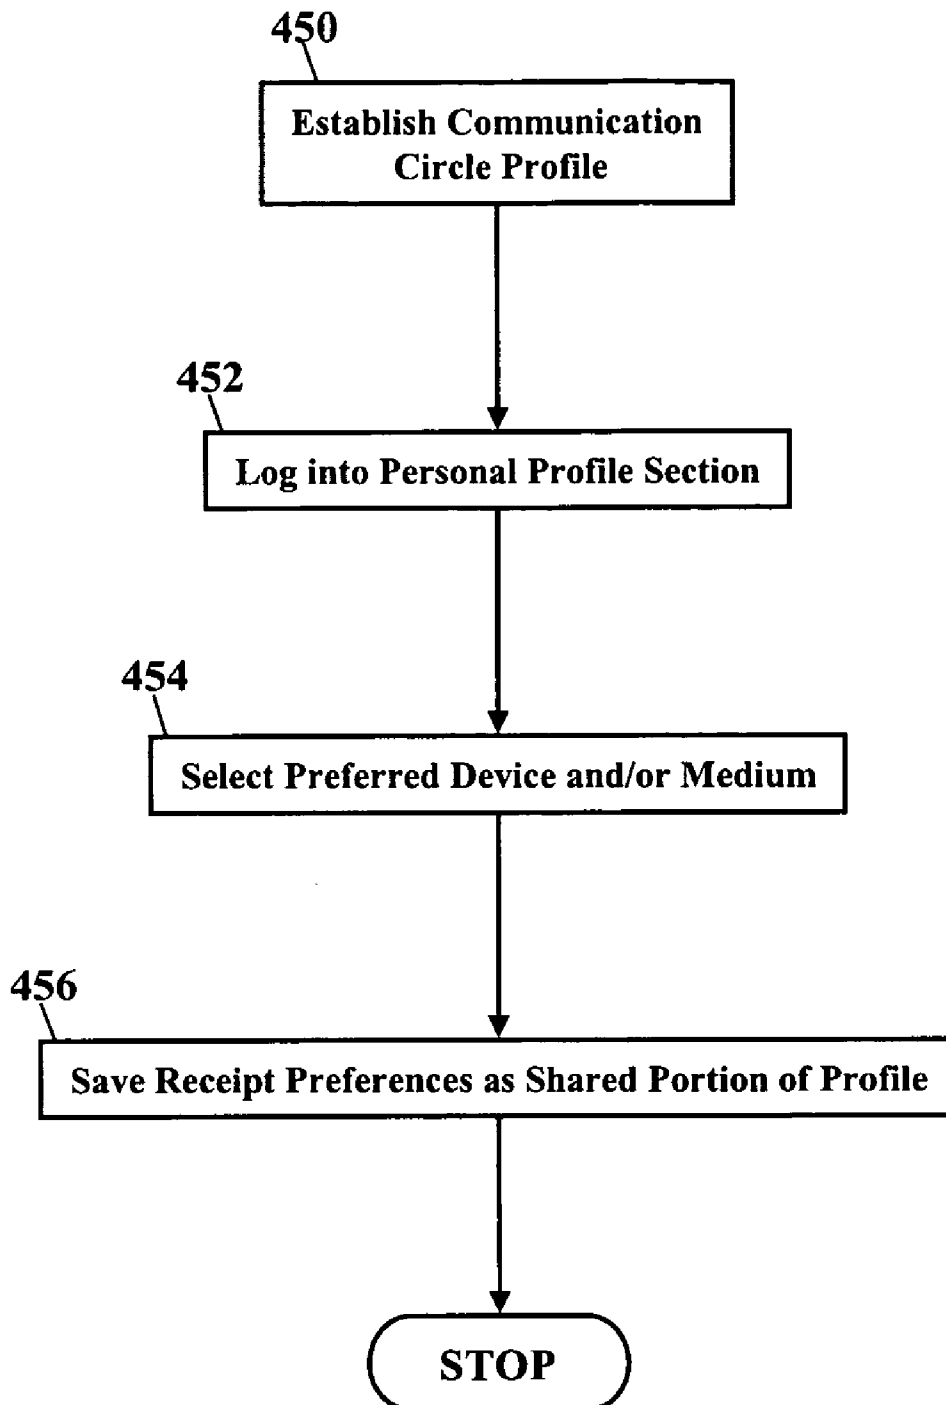 450
Establish Communication
Circle Profile
452
Log into Personal Profile Section
454
Select Preferred Device and/or Medium
456
Save Receipt Preferences as Shared Portion of Profile
STOP